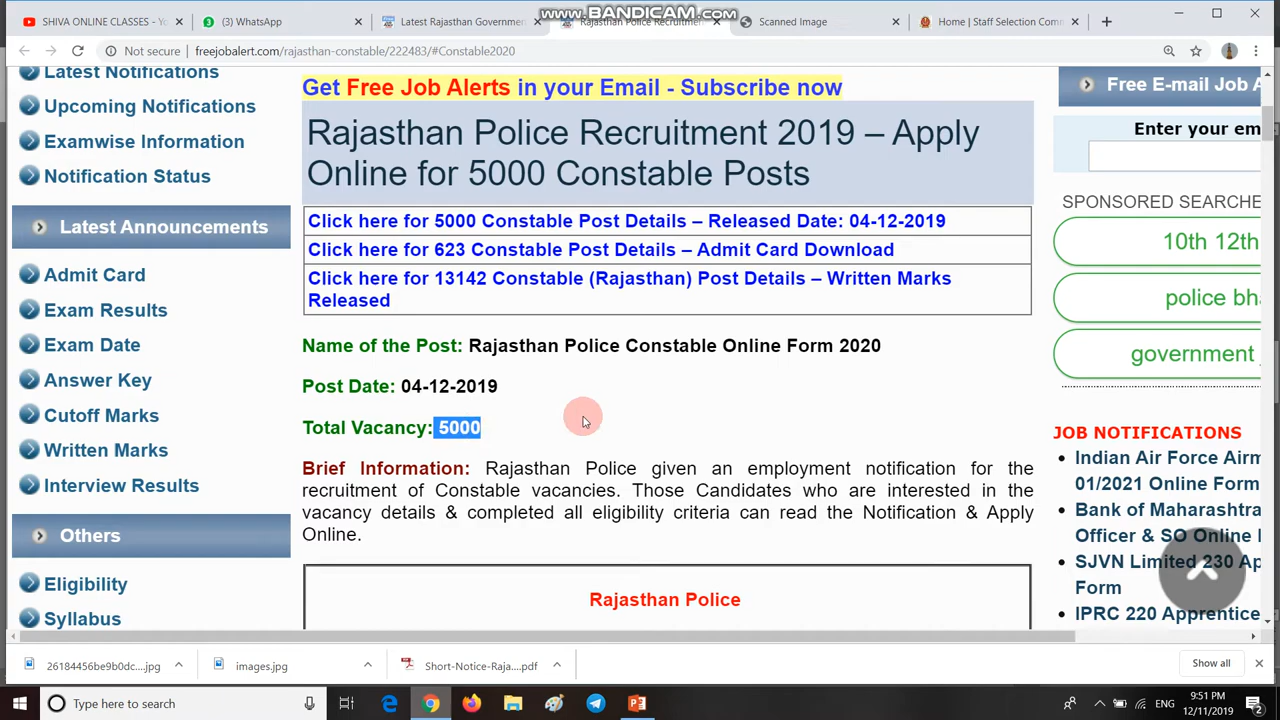 www.BANDICAM.com
SHIVA ONLINE CLASSES – Yo
(3) WhatsApp
Latest Rajasthan Government
Rajasthan Police Recruitment
Scanned Image
Home | Staff Selection Com
Not secure
freejobalert.com/rajasthan-constable/222483/#Constable2020
Latest Notifications
Upcoming Notifications
Examwise Information
Notification Status
Latest Announcements
Admit Card
Exam Results
Exam Date
Answer Key
Cutoff Marks
Written Marks
Interview Results
Others
Eligibility
Syllabus
Get Free Job Alerts in your Email - Subscribe now
Rajasthan Police Recruitment 2019 – Apply
Online for 5000 Constable Posts
Click here for 5000 Constable Post Details – Released Date: 04-12-2019
Click here for 623 Constable Post Details – Admit Card Download
Click here for 13142 Constable (Rajasthan) Post Details – Written Marks
Released
Name of the Post: Rajasthan Police Constable Online Form 2020
Post Date: 04-12-2019
Total Vacancy: 5000
Brief Information: Rajasthan Police given an employment notification for the
recruitment of Constable vacancies. Those Candidates who are interested in the
vacancy details & completed all eligibility criteria can read the Notification & Apply
Online.
Rajasthan Police
Free E-mail Job A
Enter your em
SPONSORED SEARCHE
10th 12th
police bh
government
JOB NOTIFICATIONS
Indian Air Force Airm
01/2021 Online Form
Bank of Maharashtra
Officer & SO Online
SJVN Limited 230 Ap
Form
IPRC 220 Apprentice
26184456be9b0dc....jpg
images.jpg
Short-Notice-Raja....pdf
Show all
Type here to search
ENG
9:51 PM
12/11/2019
2